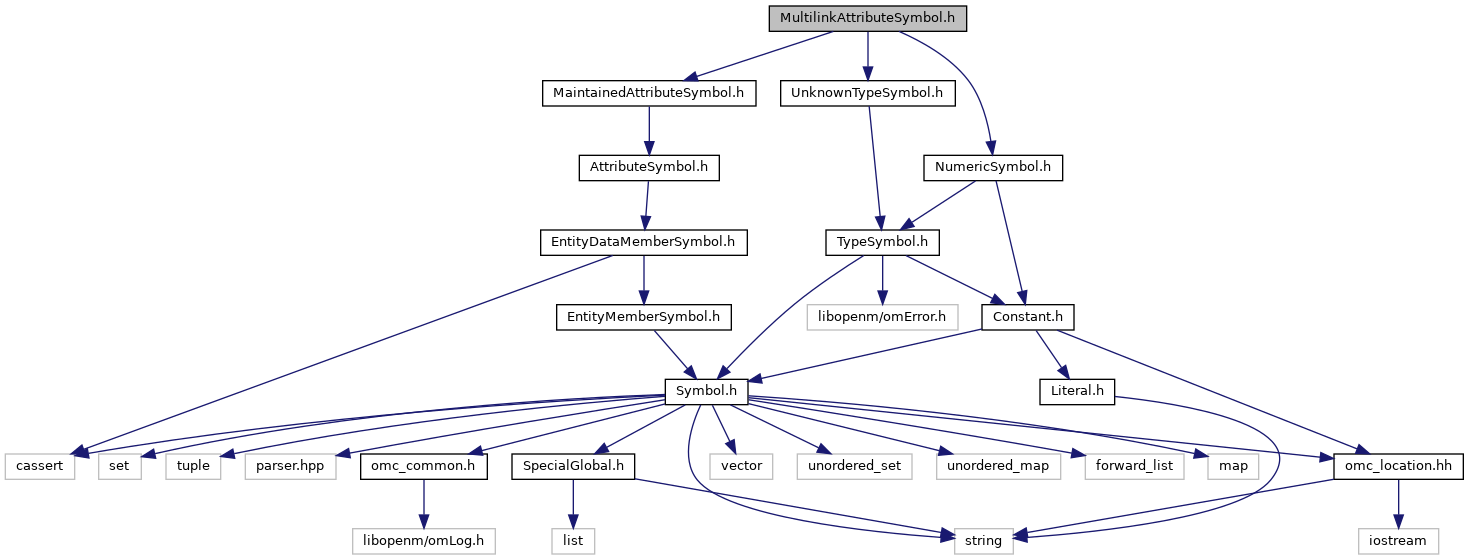 MultilinkAttributeSymbol.h
MaintainedAttributeSymbol.h
UnknownTypeSymbol.h
AttributeSymbol.h
NumericSymbol.h
EntityDataMemberSymbol.h
TypeSymbol.h
EntityMemberSymbol.h
libopenm/omError.h
Constant.h
Symbol.h
Literal.h
cassert
set
tuple
parser.hpp
omc_common.h
SpecialGlobal.h
vector
unordered_set
unordered_map
forward_list
map
omc_location.hh
libopenm/omLog.h
list
string
iostream